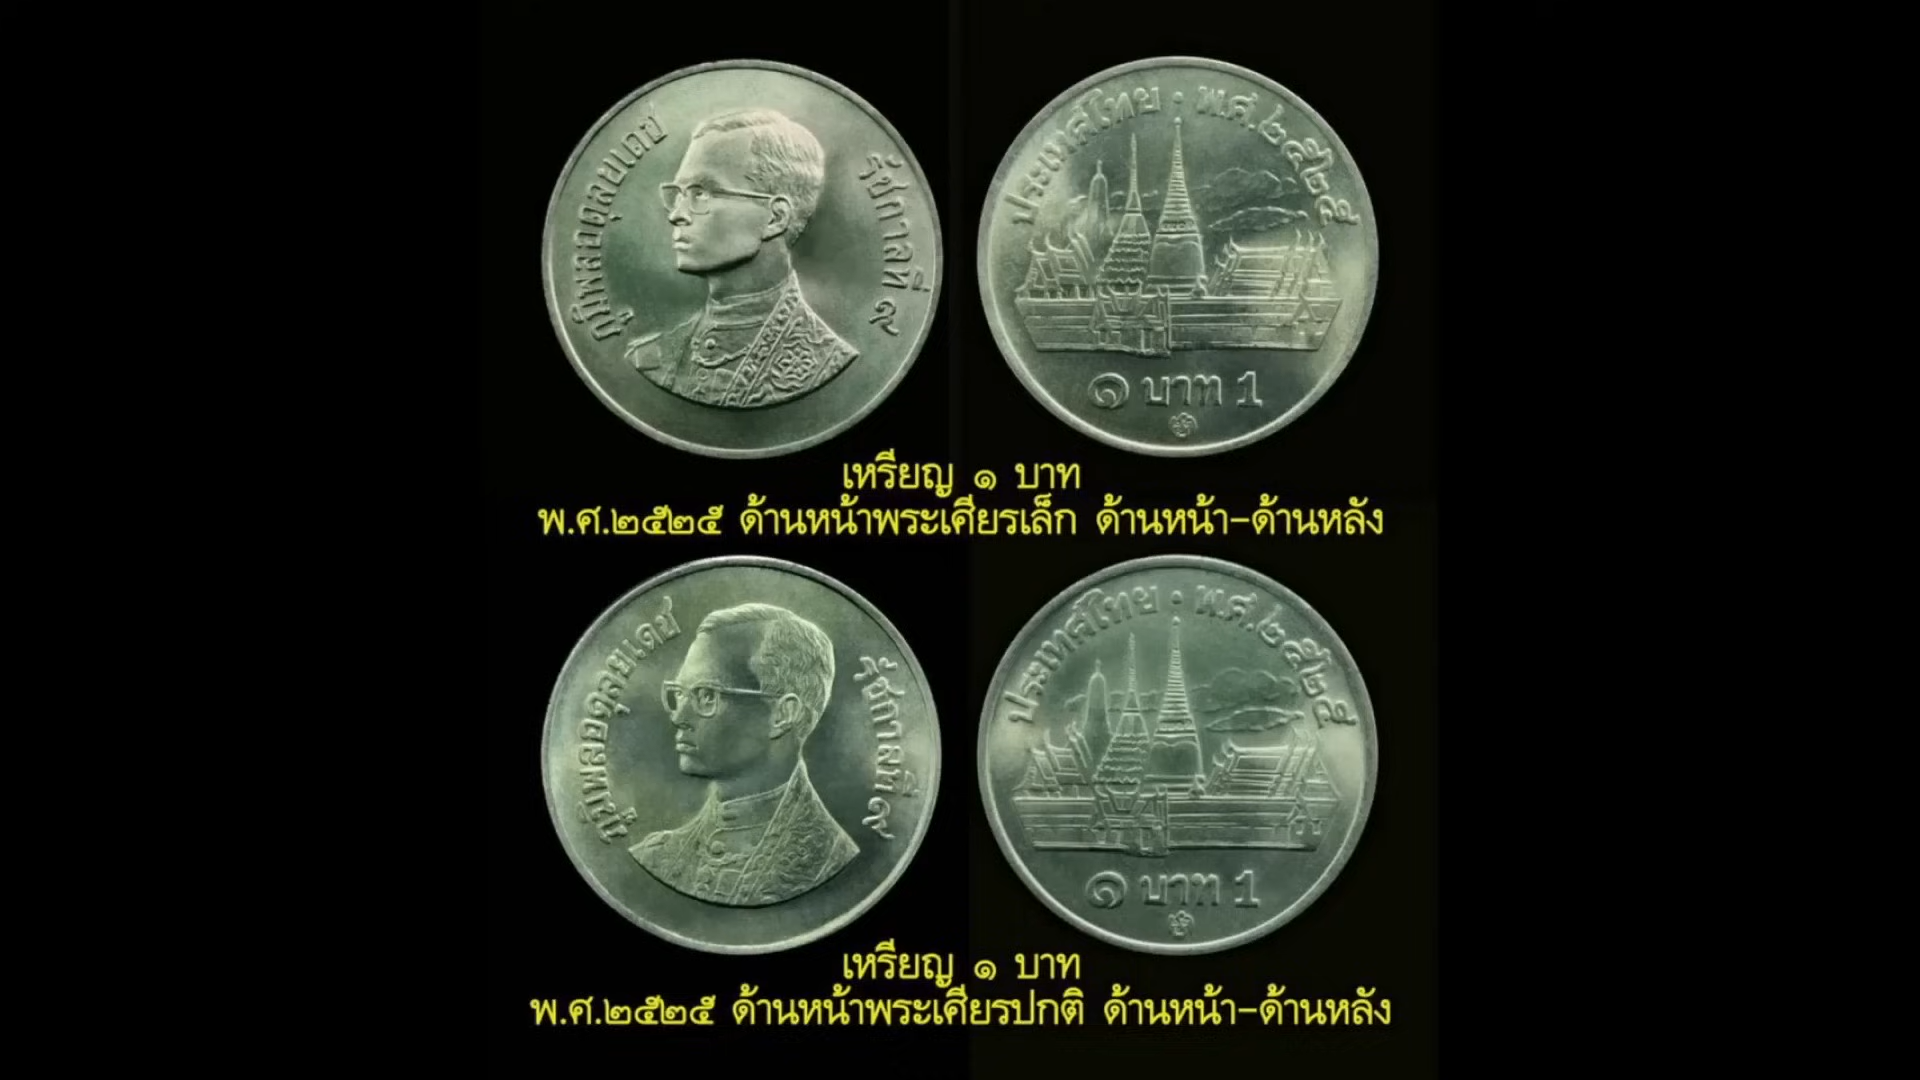 ภูมิพลอดุลยเดช
รัชกาลที่ ๙
ประเทศไทย • พ.ศ.๒๕๒๕
๑ บาท 1
เหรียญ ๑ บาท
พ.ศ.๒๕๒๕ ด้านหน้าพระเศียรเล็ก ด้านหน้า-ด้านหลัง
ภูมิพลอดุลยเดช
รัชกาลที่ ๙
ประเทศไทย • พ.ศ.๒๕๒๕
๑ บาท 1
เหรียญ ๑ บาท
พ.ศ.๒๕๒๕ ด้านหน้าพระเศียรปกติ ด้านหน้า-ด้านหลัง